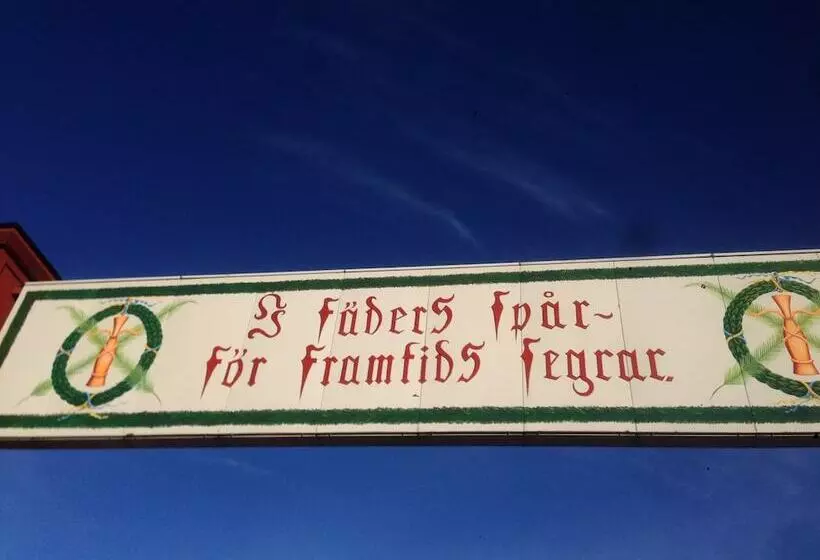 I fäders spår-
för framtids segrar.